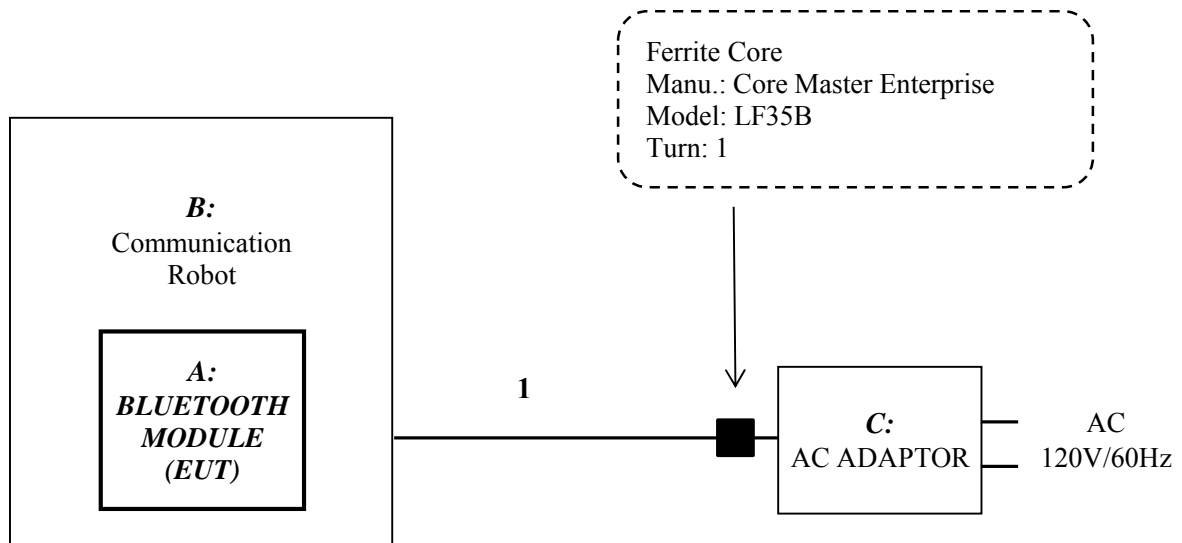 Ferrite Core
Manu.: Core Master Enterprise
Model: LF35B
Turn: 1
B:
Communication
Robot
A:
BLUETOOTH
MODULE
(EUT)
1
C:
AC ADAPTOR
AC
120V/60Hz